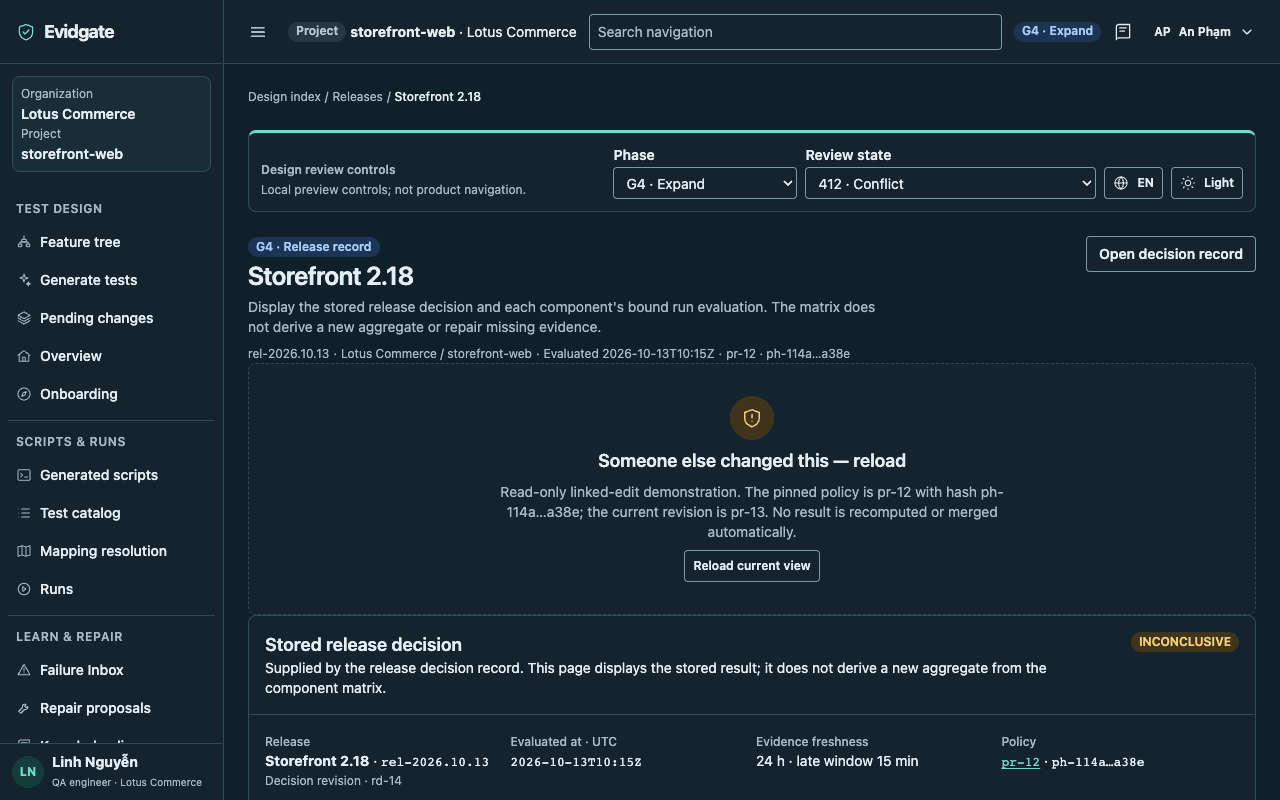 Evidgate
Project storefront-web · Lotus Commerce
Search navigation
G4 · Expand
AP An Phạm
Organization
Lotus Commerce
Project
storefront-web
TEST DESIGN
Feature tree
Generate tests
Pending changes
Overview
Onboarding
SCRIPTS & RUNS
Generated scripts
Test catalog
Mapping resolution
Runs
LEARN & REPAIR
Failure Inbox
Repair proposals
Linh Nguyễn
LN
QA engineer · Lotus Commerce
Design index / Releases / Storefront 2.18
Design review controls
Local preview controls; not product navigation.
Phase
G4 · Expand
Review state
412 · Conflict
EN
Light
G4 · Release record
Storefront 2.18
Open decision record
Display the stored release decision and each component's bound run evaluation. The matrix does
not derive a new aggregate or repair missing evidence.
rel-2026.10.13 · Lotus Commerce / storefront-web · Evaluated 2026-10-13T10:15Z · pr-12 · ph-114a…a38e
Someone else changed this — reload
Read-only linked-edit demonstration. The pinned policy is pr-12 with hash ph-
114a…a38e; the current revision is pr-13. No result is recomputed or merged
automatically.
Reload current view
Stored release decision
INCONCLUSIVE
Supplied by the release decision record. This page displays the stored result; it does not derive a new aggregate from the
component matrix.
Release
Storefront 2.18 · rel-2026.10.13
Decision revision · rd-14
Evaluated at · UTC
2026-10-13T10:15Z
Evidence freshness
24 h · late window 15 min
Policy
pr-12 · ph-114a…a38e